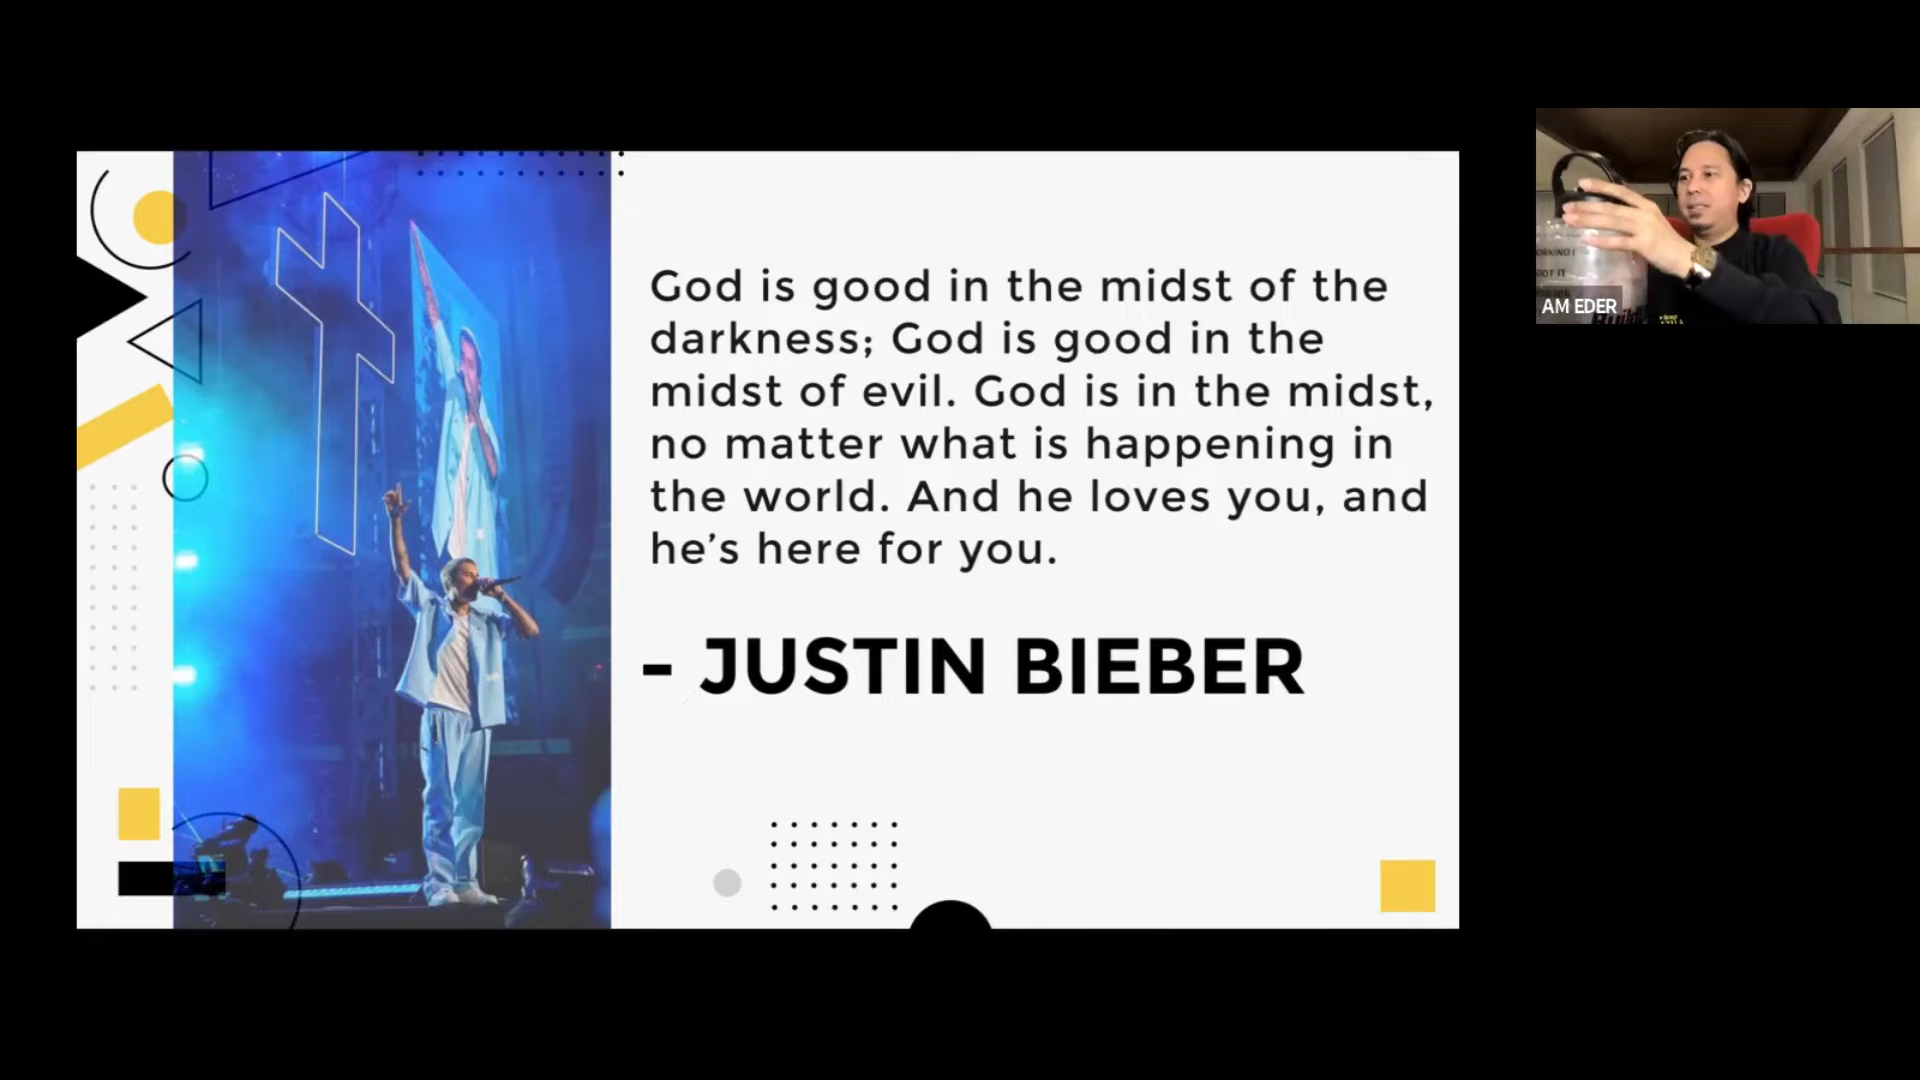 God is good in the midst of the
darkness; God is good in the
midst of evil. God is in the midst,
no matter what is happening in
the world. And he loves you, and
he’s here for you.
- JUSTIN BIEBER
GOT IT
AM EDER